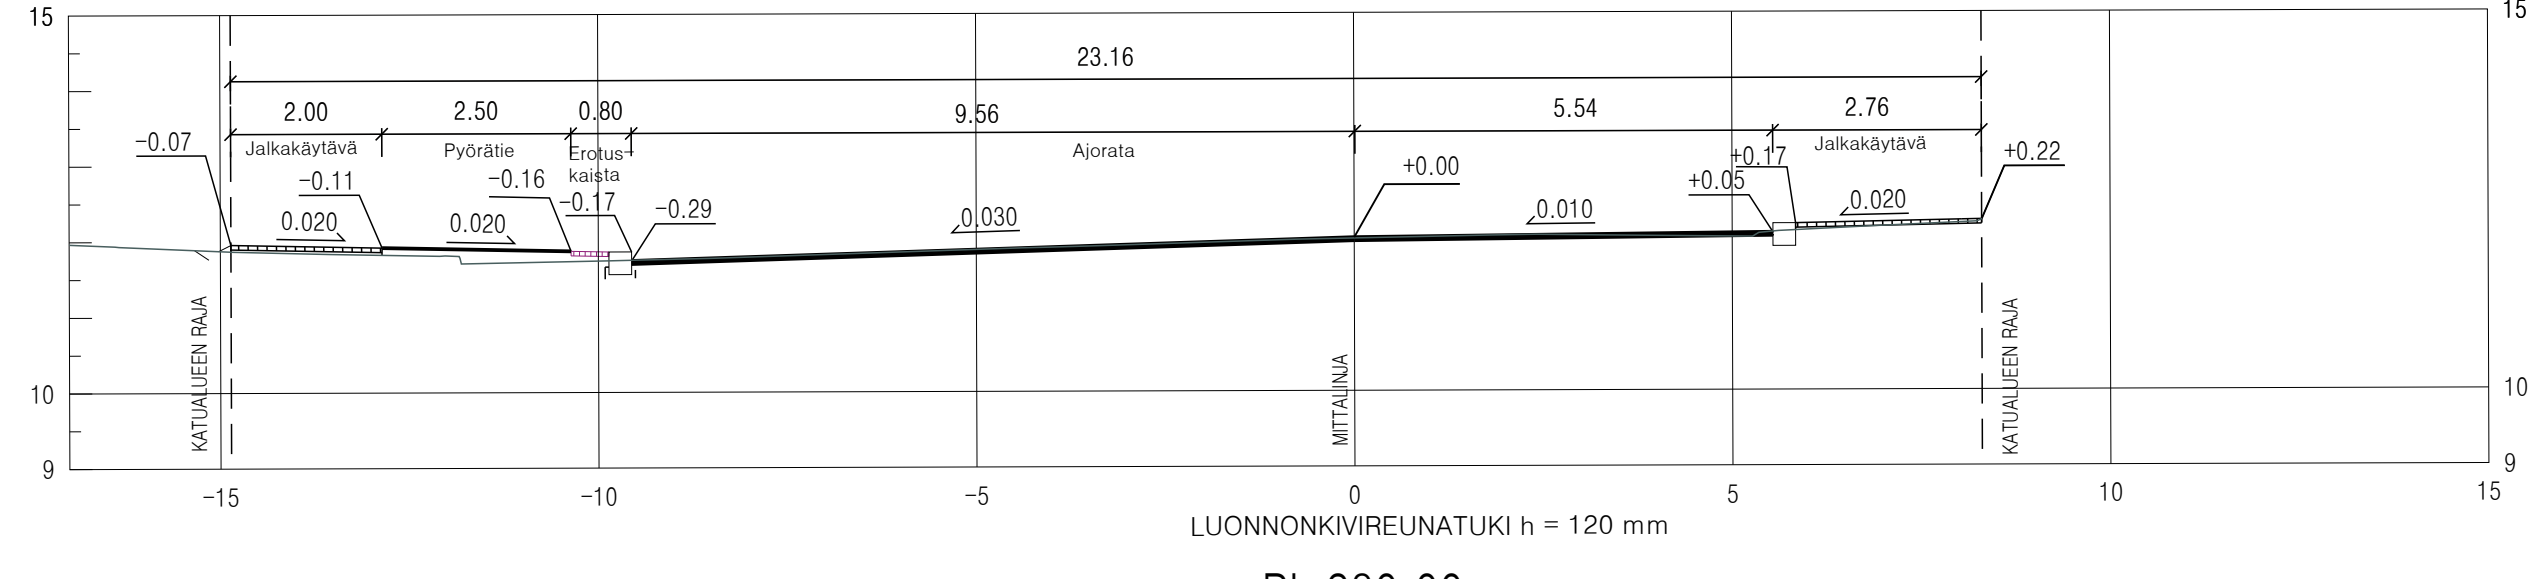 15 15
23.16
2.00 2.50 0.80 9.56 5.54 2.76
Jalkakäytävä Pyörätie Erotus-
kaista
Ajorata Jalkakäytävä
-0.07 -0.11 -0.16 -0.17 -0.29 +0.00 +0.05 +0.17 +0.22
0.020 0.020 0.030 0.010 0.020
KATUALUEEN RAJA
MITTALINJA
KATUALUEEN RAJA
10 10
9 9
-15 -10 -5 0 5 10 15
LUONNONKIVIREUNATUKI h = 120 mm